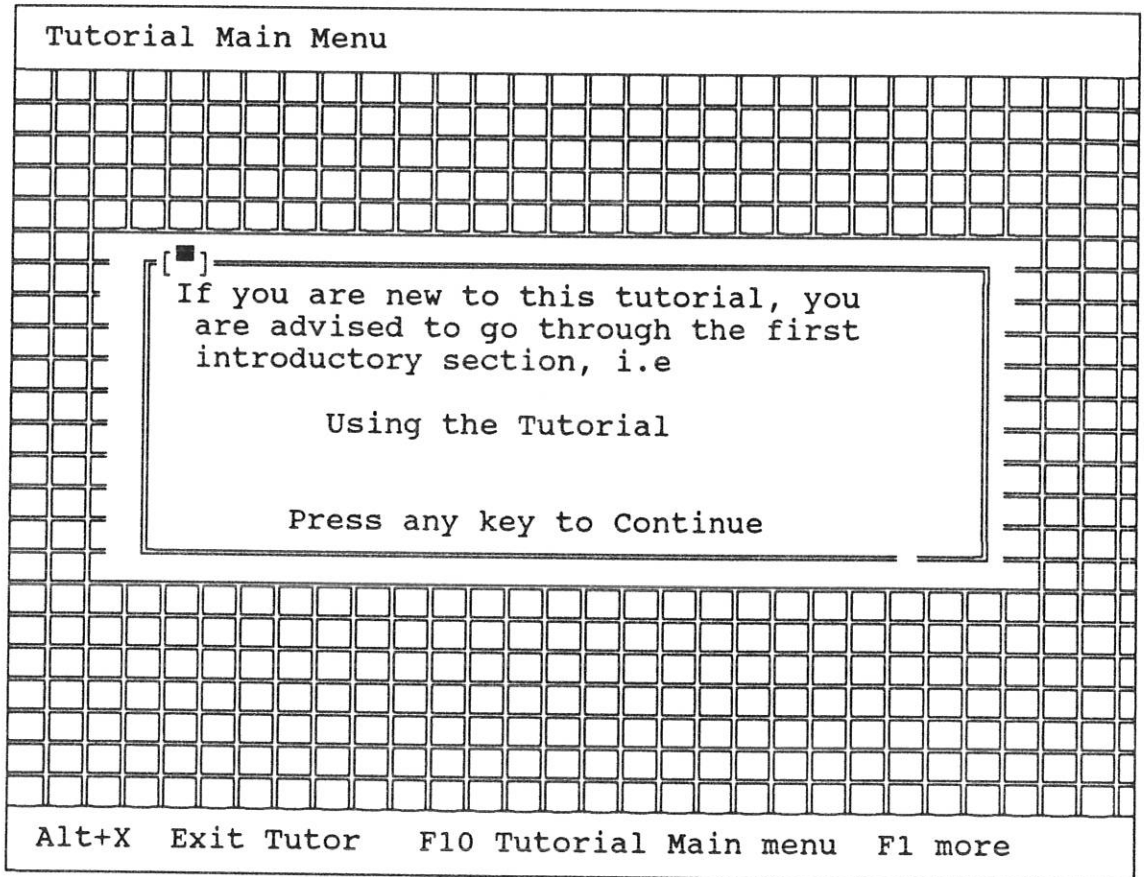 Tutorial Main Menu
[■]
If you are new to this tutorial, you
are advised to go through the first
introductory section, i.e
Using the Tutorial
Press any key to Continue
Alt+X Exit Tutor F10 Tutorial Main menu F1 more